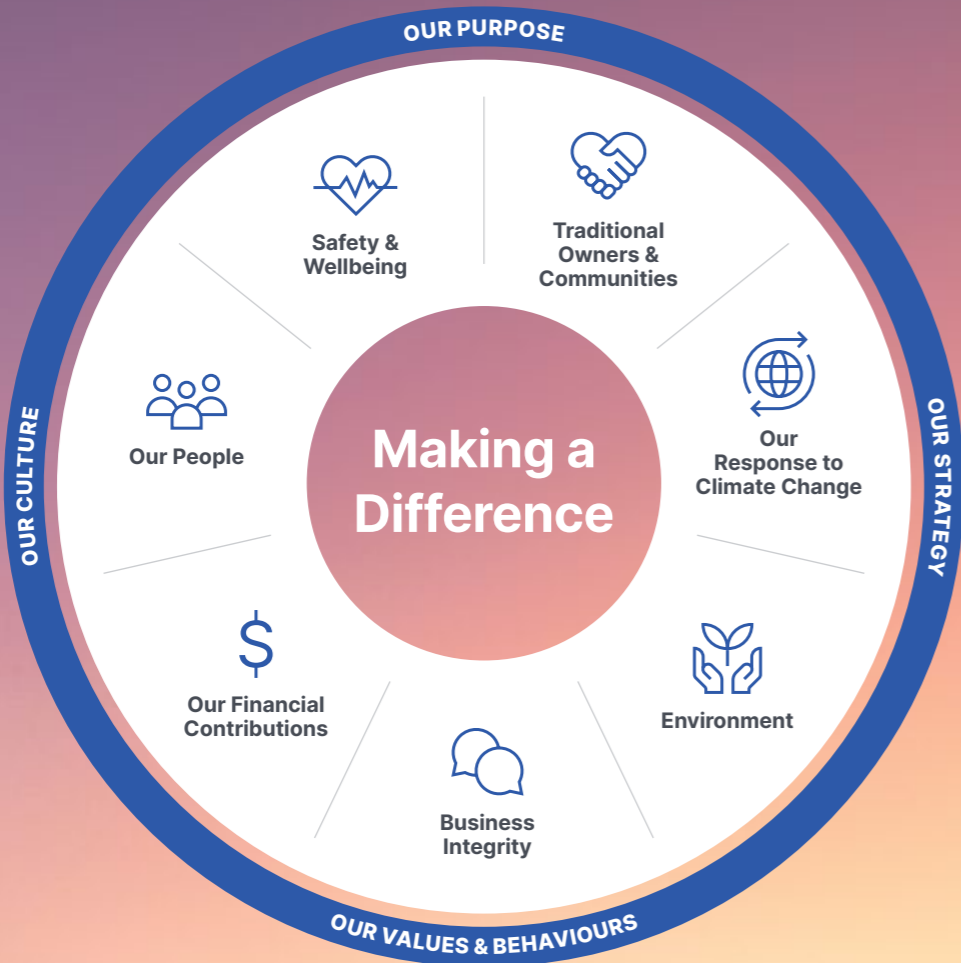 OUR PURPOSE
Safety &
Wellbeing
Traditional
Owners &
Communities
Our People
Our
Response to
Climate Change
OUR CULTURE
OUR STRATEGY
Making a
Difference
$
Our Financial
Contributions
Environment
Business
Integrity
OUR VALUES & BEHAVIOURS